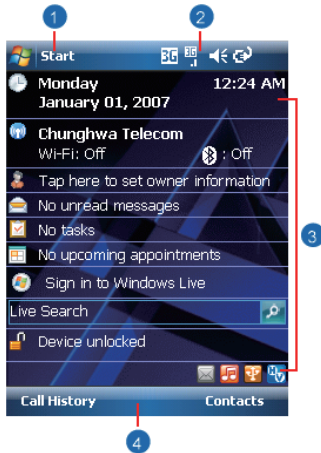 1 2
Start 3G 3G
Monday 12:24 AM
January 01, 2007
Chunghwa Telecom
Wi-Fi: Off : Off
Tap here to set owner information
No unread messages
No tasks
3
No upcoming appointments
Sign in to Windows Live
Live Search
Device unlocked
Call History Contacts
4